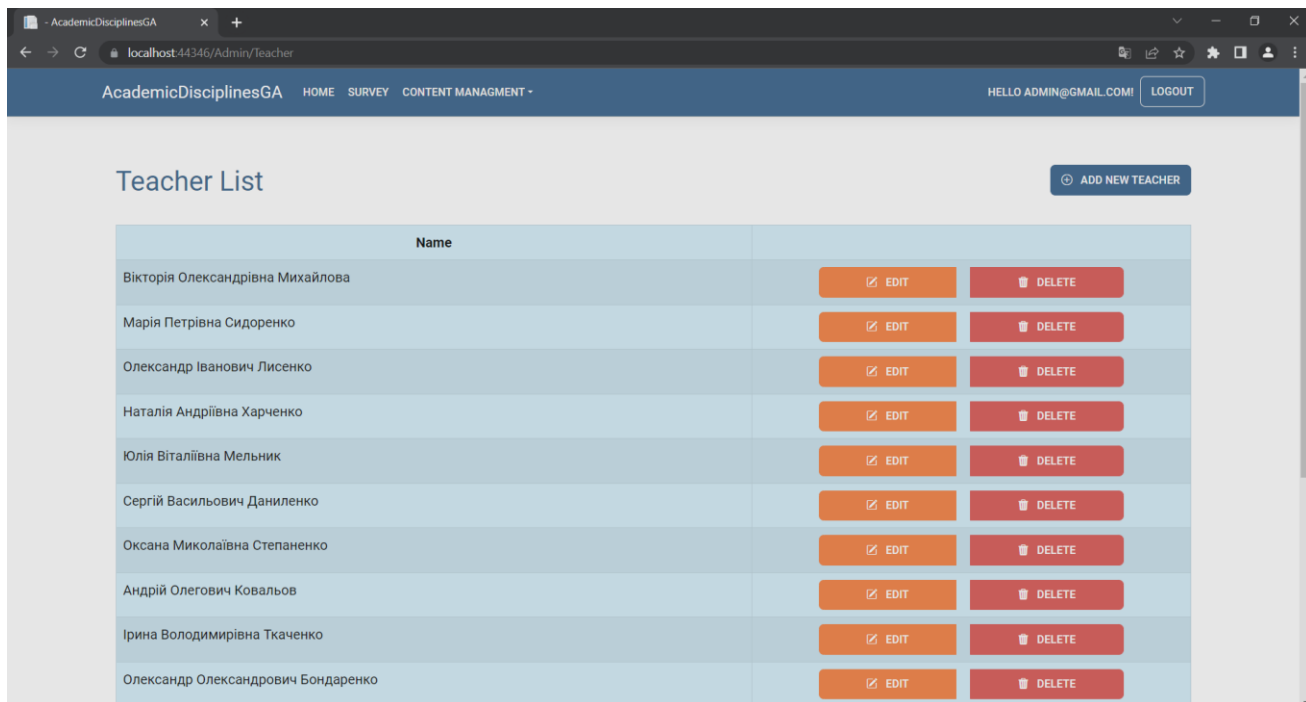 - AcademicDisciplinesGA
localhost:44346/Admin/Teacher
AcademicDisciplinesGA HOME SURVEY CONTENT MANAGMENT HELLO ADMIN@GMAIL.COM! LOGOUT
Teacher List ADD NEW TEACHER
Name
Вікторія Олександрівна Михайлова EDIT DELETE
Марія Петрівна Сидоренко EDIT DELETE
Олександр Іванович Лисенко EDIT DELETE
Наталія Андріївна Харченко EDIT DELETE
Юлія Віталіївна Мельник EDIT DELETE
Сергій Васильович Даниленко EDIT DELETE
Оксана Миколаївна Степаненко EDIT DELETE
Андрій Олегович Ковальов EDIT DELETE
Ірина Володимирівна Ткаченко EDIT DELETE
Олександр Олександрович Бондаренко EDIT DELETE